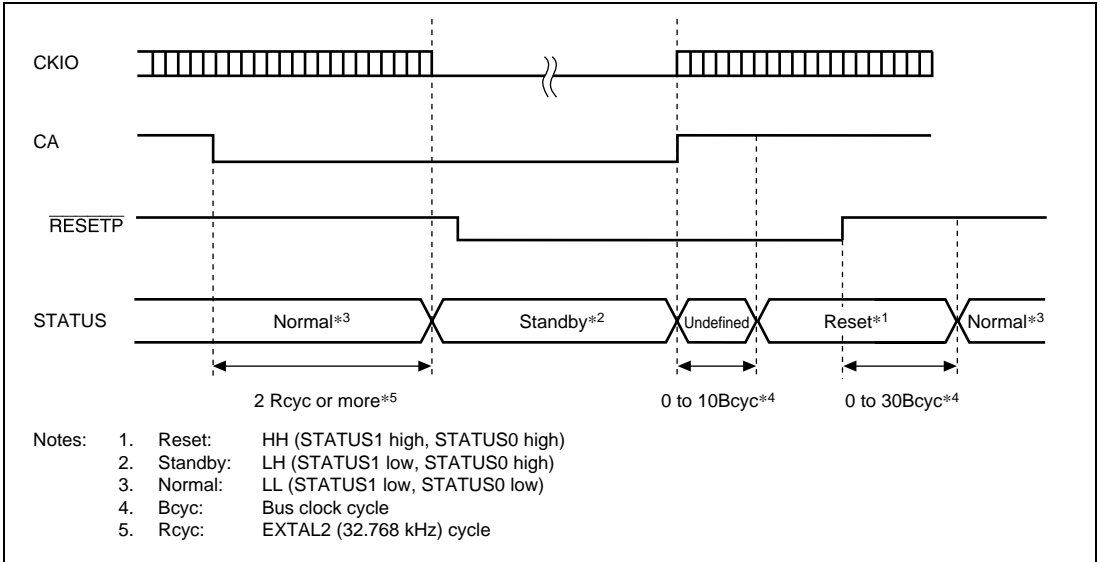 CKIO
CA
RESETP
STATUS Normal*3 Standby*2 Undefined Reset*1 Normal*3
2 Rcyc or more*5 0 to 10Bcyc*4 0 to 30Bcyc*4
Notes: 1. Reset: HH (STATUS1 high, STATUS0 high)
2. Standby: LH (STATUS1 low, STATUS0 high)
3. Normal: LL (STATUS1 low, STATUS0 low)
4. Bcyc: Bus clock cycle
5. Rcyc: EXTAL2 (32.768 kHz) cycle